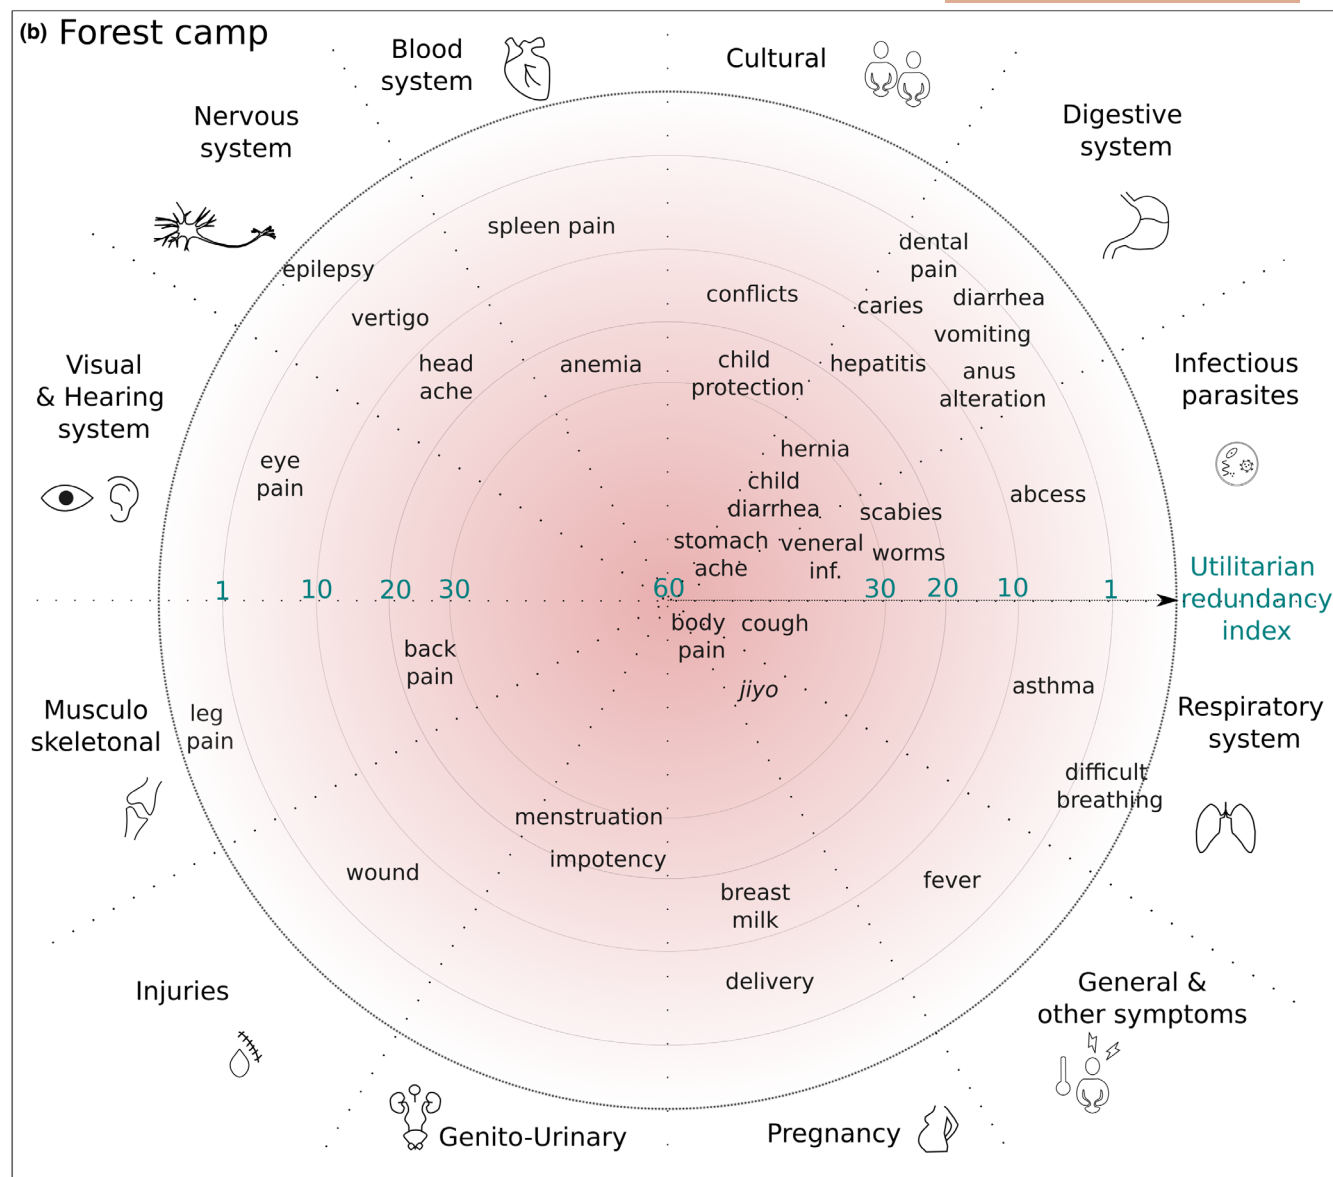 (b) Forest camp
Blood
system
Cultural
Nervous
system
Digestive
system
spleen pain
dental
pain
epilepsy
conflicts
caries
diarrhea
vertigo
vomiting
Visual
& Hearing
system
head
ache
anemia
child
protection
hepatitis
anus
alteration
Infectious
parasites
hernia
eye
pain
child
diarrhea
abcess
scabies
stomach
ache
veneral
inf.
worms
1 10 20 30 60 30 20 10 1
Utilitarian
redundancy
index
body
pain
cough
back
pain
jiyo
asthma
Musculo
skeletonal
leg
pain
Respiratory
system
difficult
breathing
menstruation
impotency
wound
breast
milk
fever
delivery
Injuries
General &
other symptoms
Genito-Urinary
Pregnancy